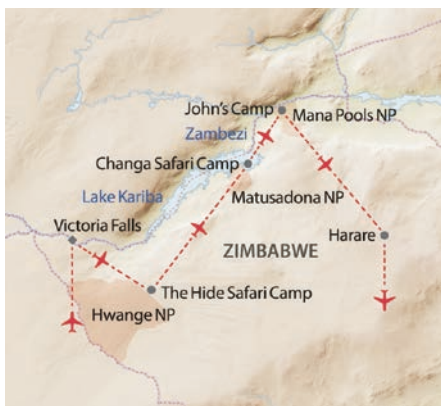 John's Camp
Mana Pools NP
Zambezi
Changa Safari Camp
Matusadona NP
Lake Kariba
Victoria Falls
Harare
ZIMBABWE
The Hide Safari Camp
Hwange NP